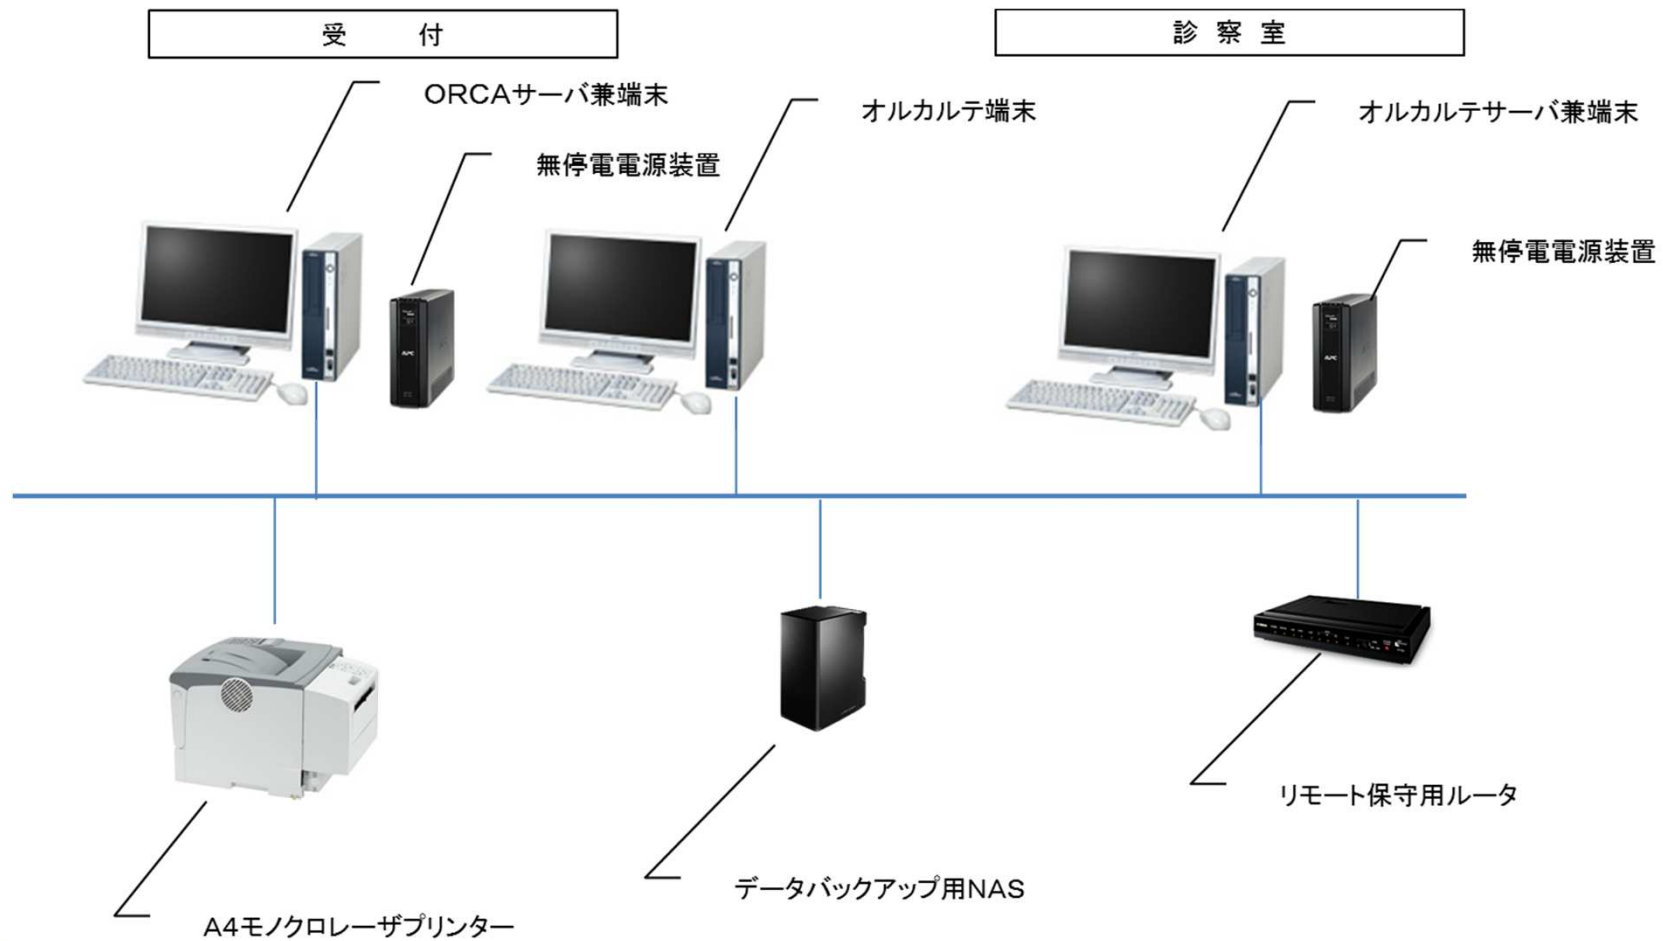 受　付
診 察 室
ORCAサーバ兼端末
オルカルテ端末
オルカルテサーバ兼端末
無停電電源装置
無停電電源装置
APC
APC
リモート保守用ルータ
データバックアップ用NAS
A4モノクロレーザプリンター